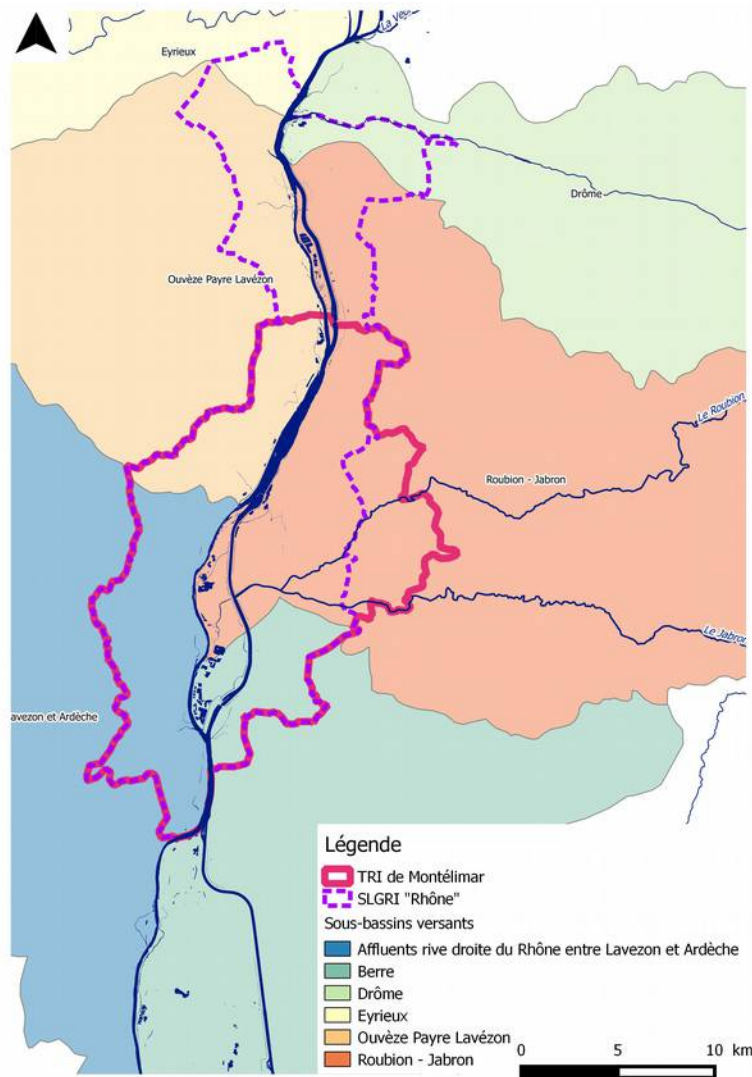 La Vé
Eyrieux
Drôme
Ouvèze Payre Lavézon
Le Roubion
Roubion - Jabron
Le Jabron
avezon et Ardèche
Légende
TRI de Montélimar
SLGRI "Rhône"
Sous-bassins versants
Affluents rive droite du Rhône entre Lavezon et Ardèche
Berre
Drôme
Eyrieux
Ouvèze Payre Lavézon
Roubion - Jabron
0 5 10 km